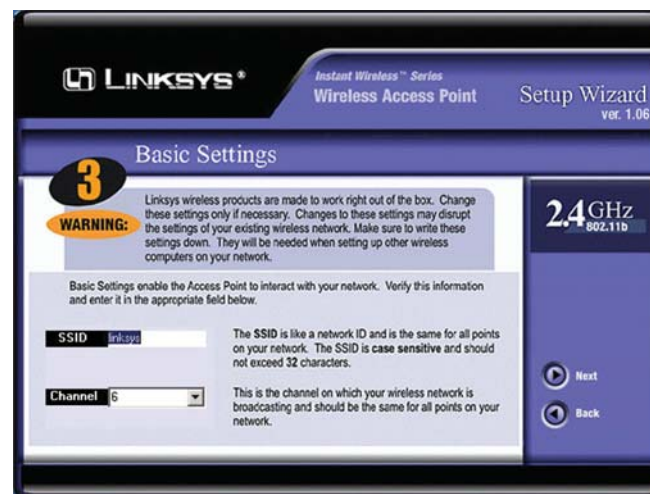 LINKSYS®
Instant Wireless™ Series
Wireless Access Point
Setup Wizard
ver. 1.06
Basic Settings
3
WARNING:
Linksys wireless products are made to work right out of the box. Change
these settings only if necessary. Changes to these settings may disrupt
the settings of your existing wireless network. Make sure to write these
settings down. They will be needed when setting up other wireless
computers on your network.
2.4 GHz
802.11b
Basic Settings enable the Access Point to interact with your network. Verify this information
and enter it in the appropriate field below.
SSID linksys
The SSID is like a network ID and is the same for all points
on your network. The SSID is case sensitive and should
not exceed 32 characters.
Channel 6
This is the channel on which your wireless network is
broadcasting and should be the same for all points on your
network.
Next
Back